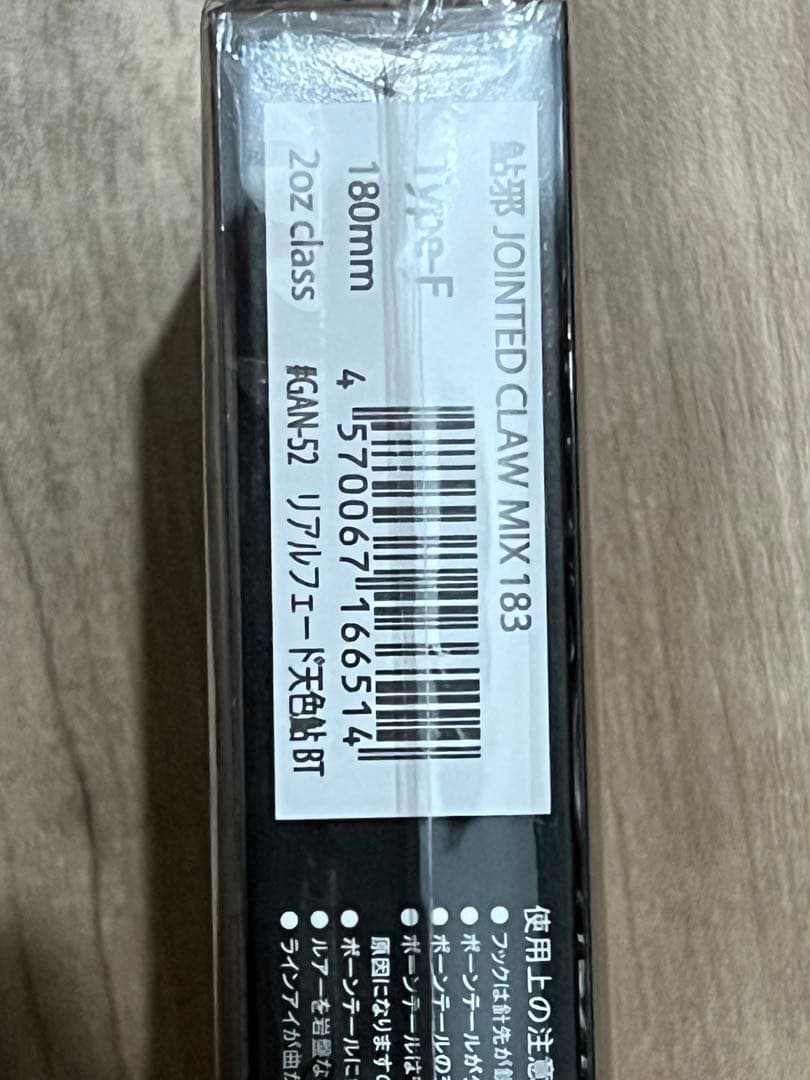 鮎邪 JOINTED CLAW MIX 183
Type-F
180mm
2oz class
4 570067 166514
#GAN-52 リアルフェード天色鮎 BT
使用上の注意
●フックは針先が
●ボーンテールが
●ボーンテールの
●ボーンテールは
原因になります
●ボーンテールに
●ルアーを岩盤な
●ラインアイが曲